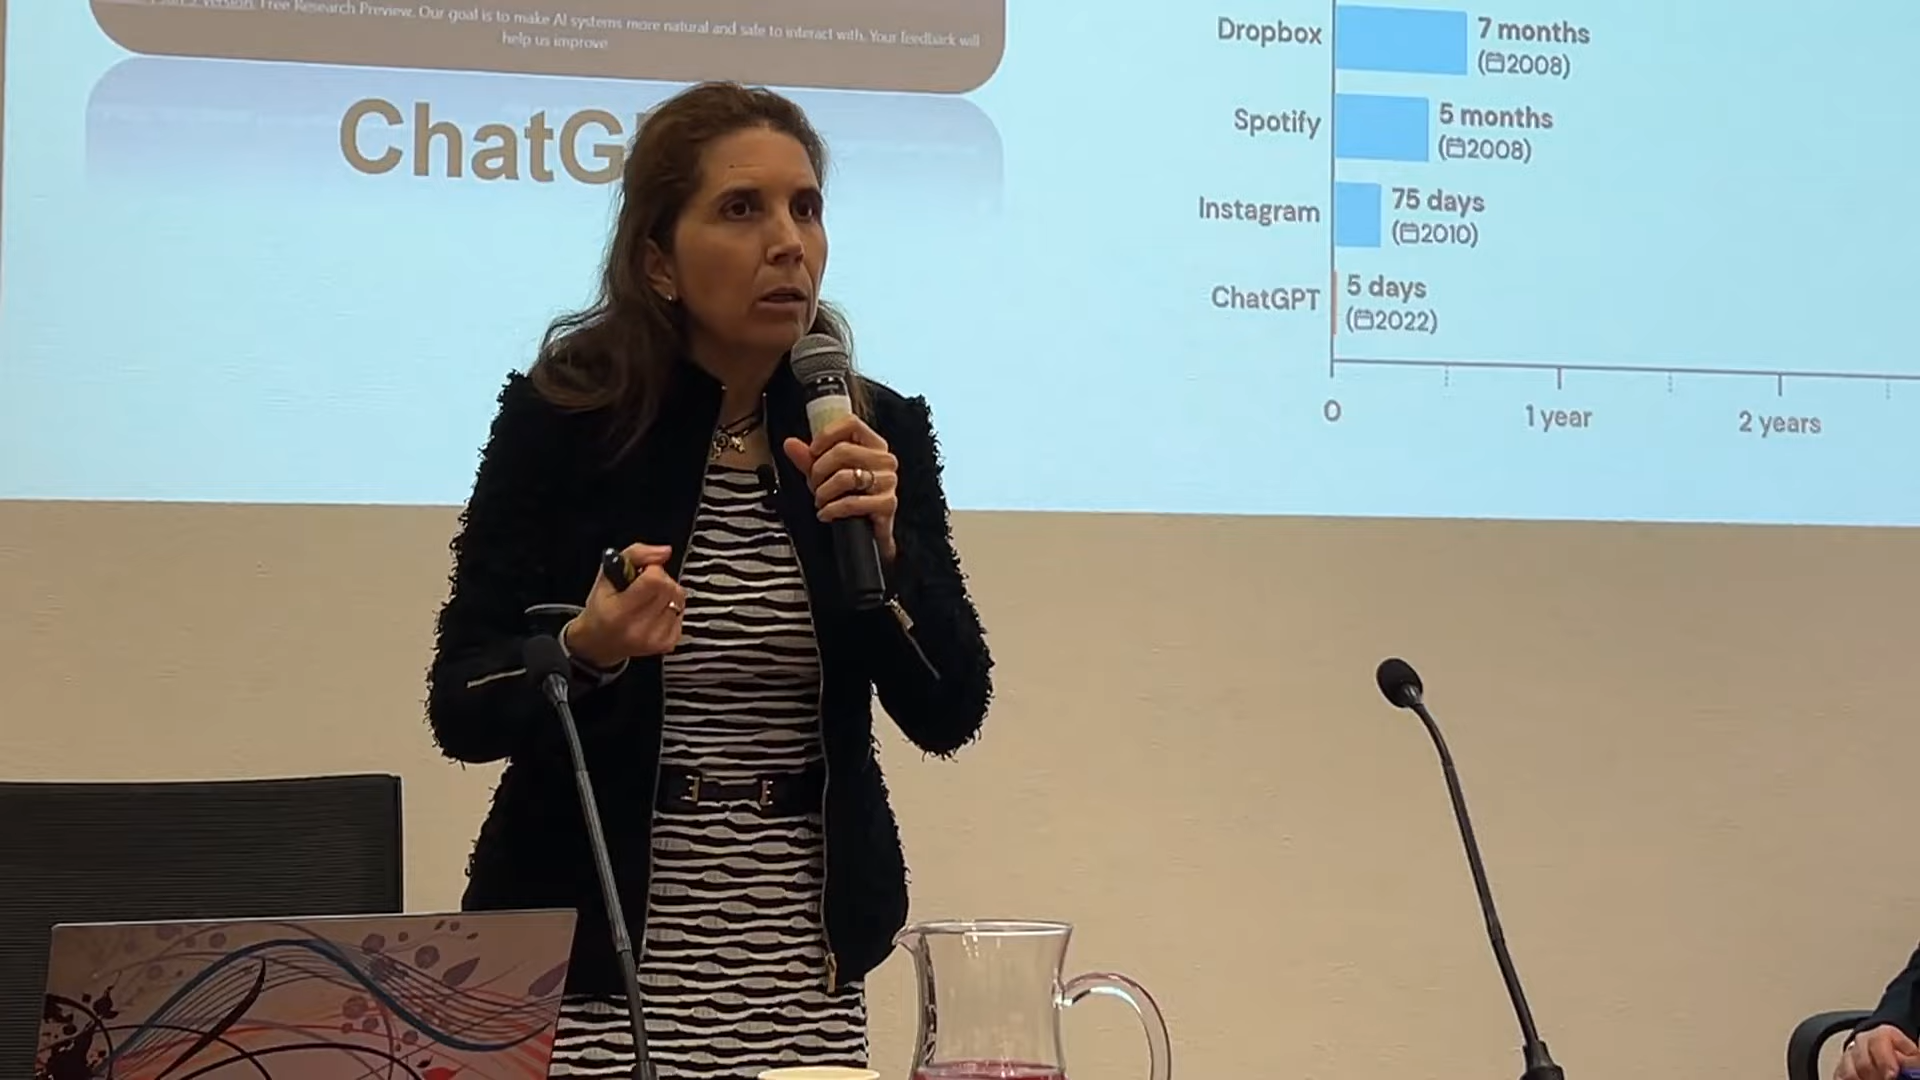 Free Research Preview. Our goal is to make AI systems more natural and safe to interact with. Your feedback will
help us improve
ChatG
Dropbox
7 months
(2008)
Spotify
5 months
(2008)
Instagram
75 days
(2010)
ChatGPT
5 days
(2022)
0
1 year
2 years